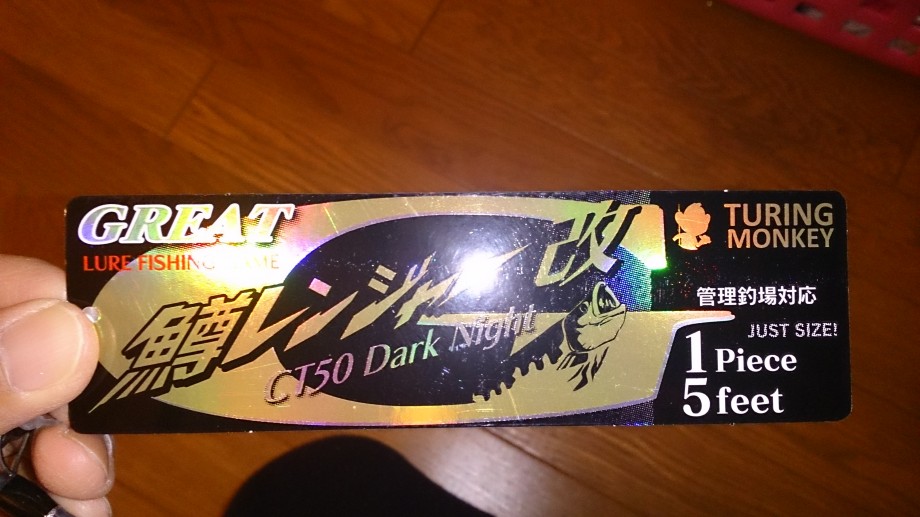 GREAT
LURE FISHING GAME
鱒レンジャー改
CT50 Dark Night
TURING
MONKEY
管理釣場対応
JUST SIZE!
1 Piece
5 feet